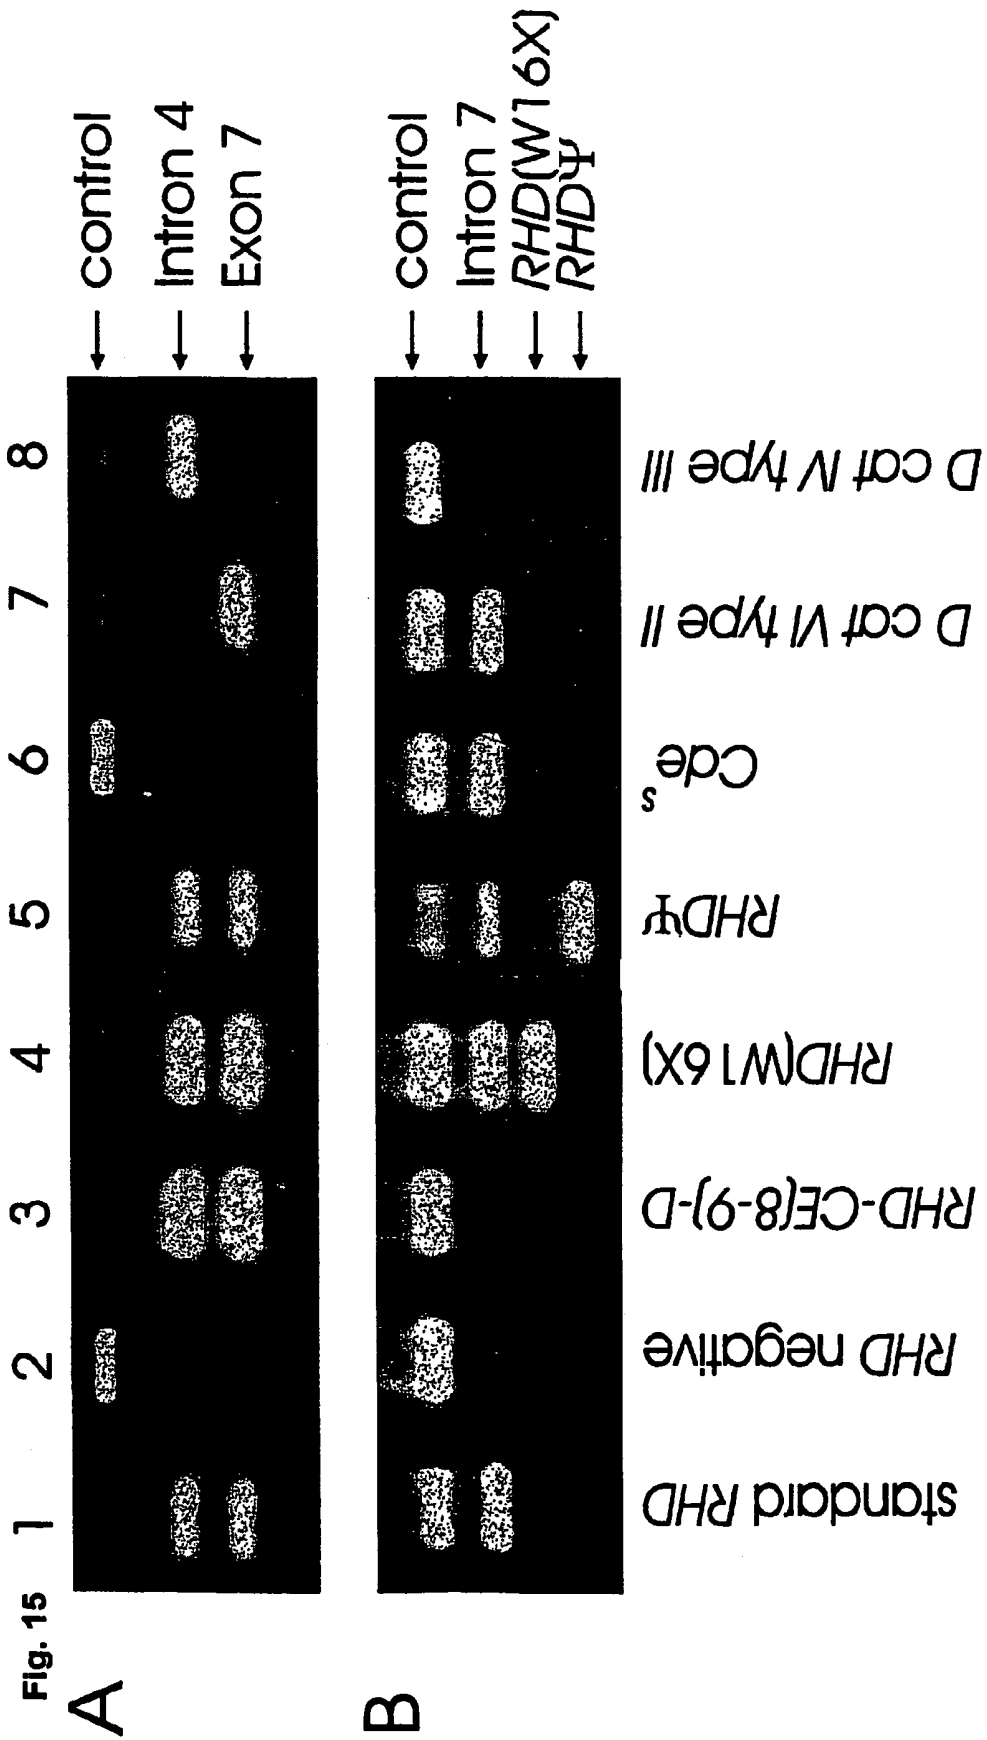 Fig. 15
A
1 2 3 4 5 6 7 8
control
Intron 4
Exon 7
B
control
Intron 7
RHD(W16X)
RHDΨ
standard RHD
RHD negative
RHD-CE(8-9)-D
RHD(W16X)
RHDΨ
Cdeˢ
D cat VI type II
D cat IV type III